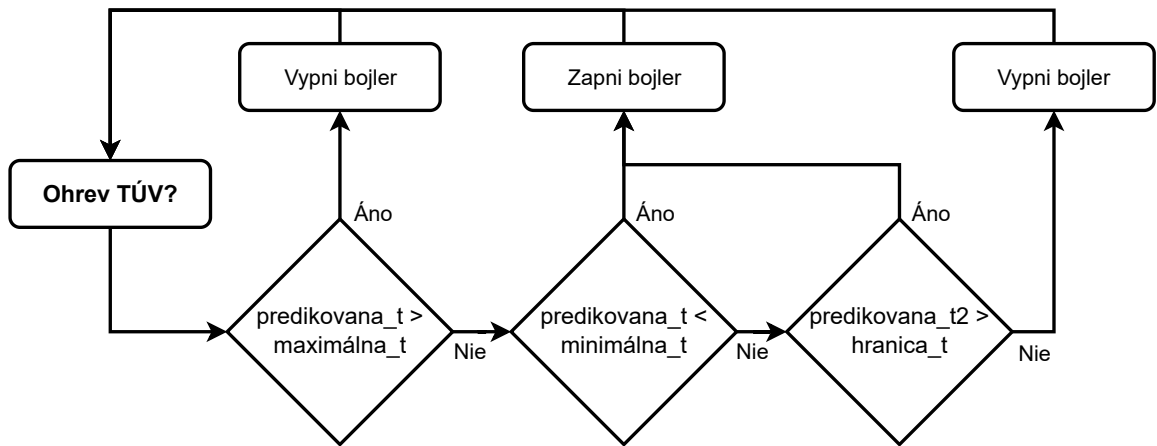 Vypni bojler
Zapni bojler
Vypni bojler
Ohrev TÚV?
Áno
Áno
Áno
predikovana_t >
maximálna_t
Nie
predikovana_t <
minimálna_t
Nie
predikovana_t2 >
hranica_t
Nie